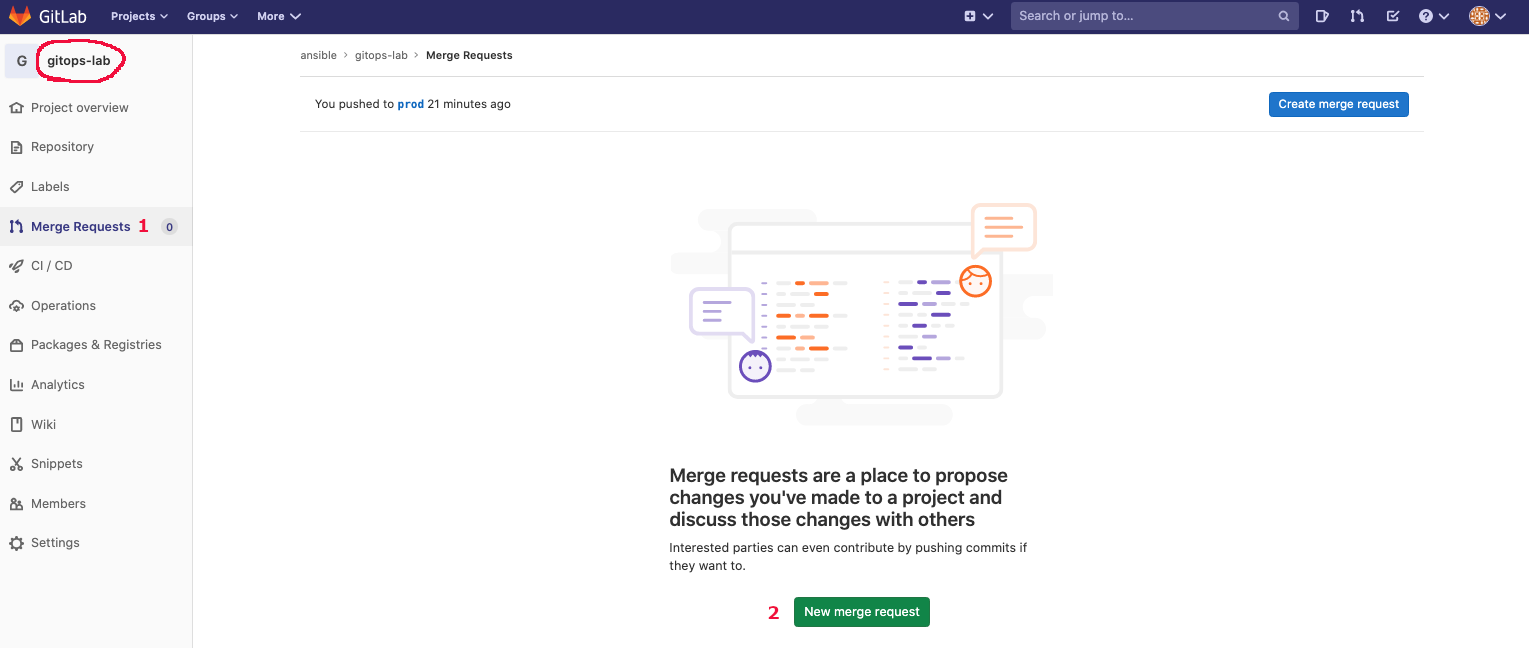 GitLab Projects Groups More Search or jump to...
G gitops-lab
ansible > gitops-lab > Merge Requests
You pushed to prod 21 minutes ago
Create merge request
Project overview
Repository
Labels
Merge Requests 1 0
CI / CD
Operations
Packages & Registries
Analytics
Wiki
Snippets
Members
Settings
Merge requests are a place to propose
changes you've made to a project and
discuss those changes with others
Interested parties can even contribute by pushing commits if
they want to.
2 New merge request